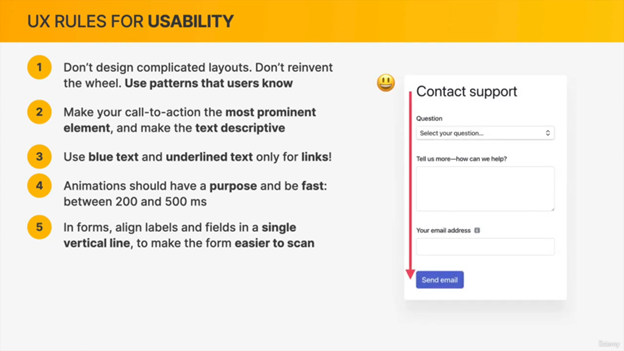 UX RULES FOR USABILITY
1 Don’t design complicated layouts. Don’t reinvent
the wheel. Use patterns that users know
2 Make your call-to-action the most prominent
element, and make the text descriptive
3 Use blue text and underlined text only for links!
4 Animations should have a purpose and be fast:
between 200 and 500 ms
5 In forms, align labels and fields in a single
vertical line, to make the form easier to scan
Contact support
Question
Select your question...
Tell us more—how can we help?
Your email address
Send email
Udemy